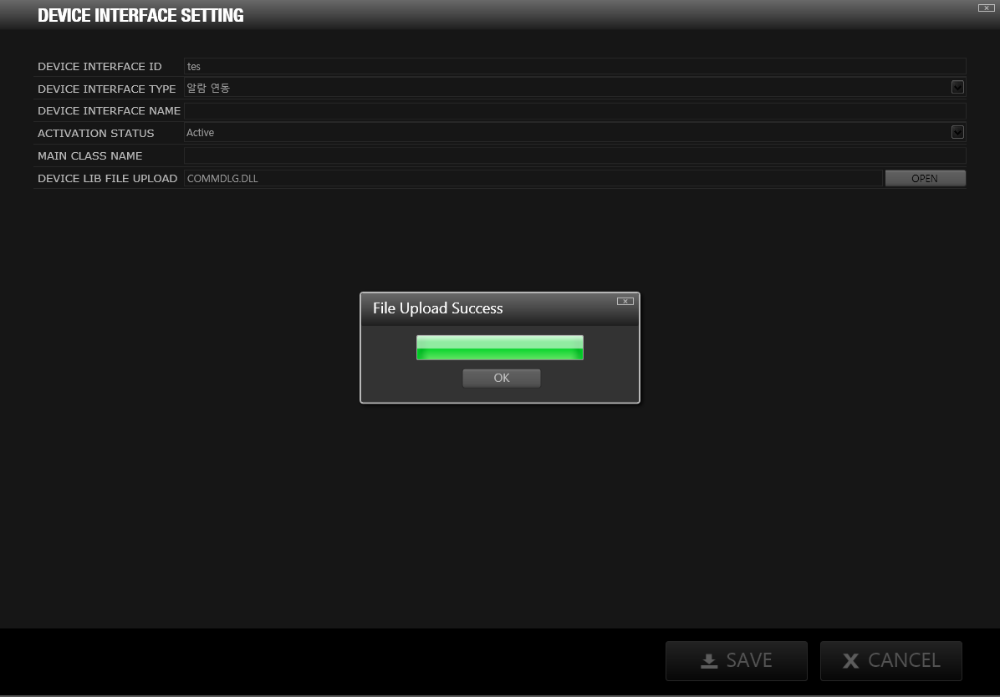 DEVICE INTERFACE SETTING
DEVICE INTERFACE ID tes
DEVICE INTERFACE TYPE 알람 연동
DEVICE INTERFACE NAME
ACTIVATION STATUS Active
MAIN CLASS NAME
DEVICE LIB FILE UPLOAD COMMDLG.DLL OPEN
File Upload Success
OK
SAVE CANCEL